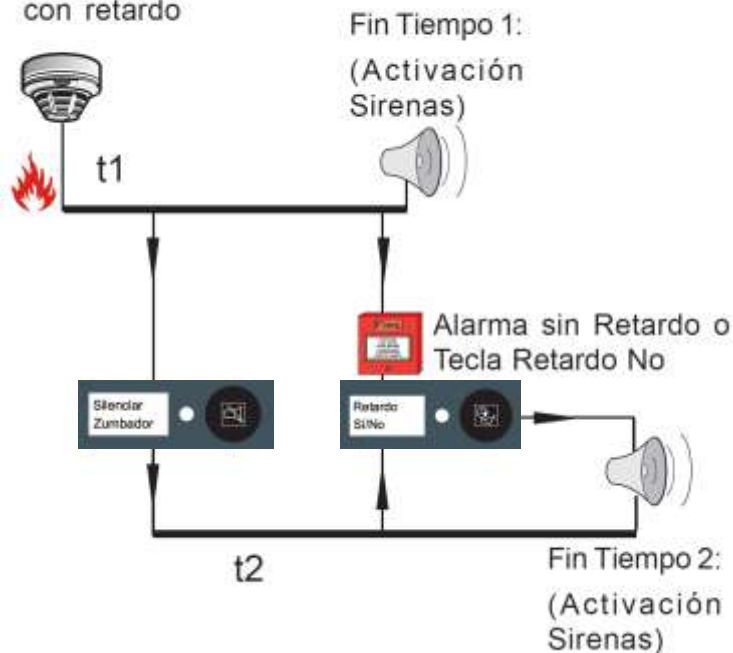 con retardo
Fin Tiempo 1:
(Activación
Sirenas)
t1
Alarma sin Retardo o
Tecla Retardo No
Silenciar
Zumbador
Retardo
Si/No
t2
Fin Tiempo 2:
(Activación
Sirenas)